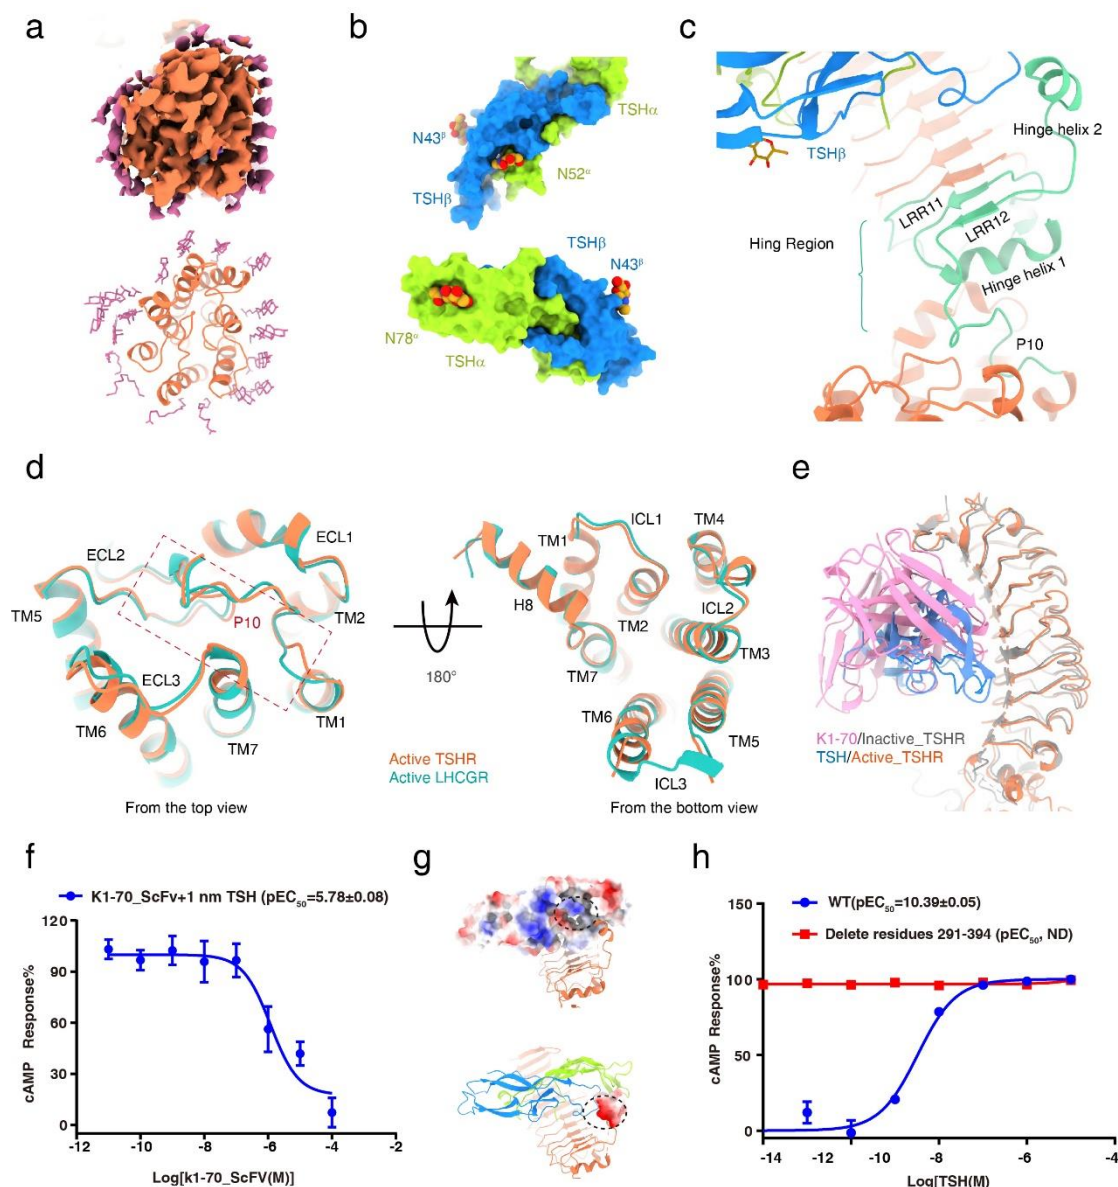 a
b
TSHα
N43β
N52α
TSHβ
TSHβ
N43β
N78α
TSHα
c
Hinge helix 2
TSHβ
LRR11
LRR12
Hing Region
Hinge helix 1
P10
d
ECL2
ECL1
TM5
P10
TM2
ECL3
TM6
TM7
TM1
From the top view
180°
Active TSHR
Active LHCGR
ICL1
TM4
TM1
H8
ICL2
TM2
TM3
TM7
TM6
TM5
ICL3
From the bottom view
e
K1-70/Inactive_TSHR
TSH/Active_TSHR
f
K1-70_ScFv+1 nm TSH (pEC50=5.78±0.08)
cAMP Response%
120
90
60
30
0
-12
-10
-8
-6
-4
-2
Log[k1-70_ScFV(M)]
g
h
WT(pEC50=10.39±0.05)
Delete residues 291-394 (pEC50, ND)
cAMP Response%
150
100
50
0
-14
-12
-10
-8
-6
-4
Log[TSH(M)